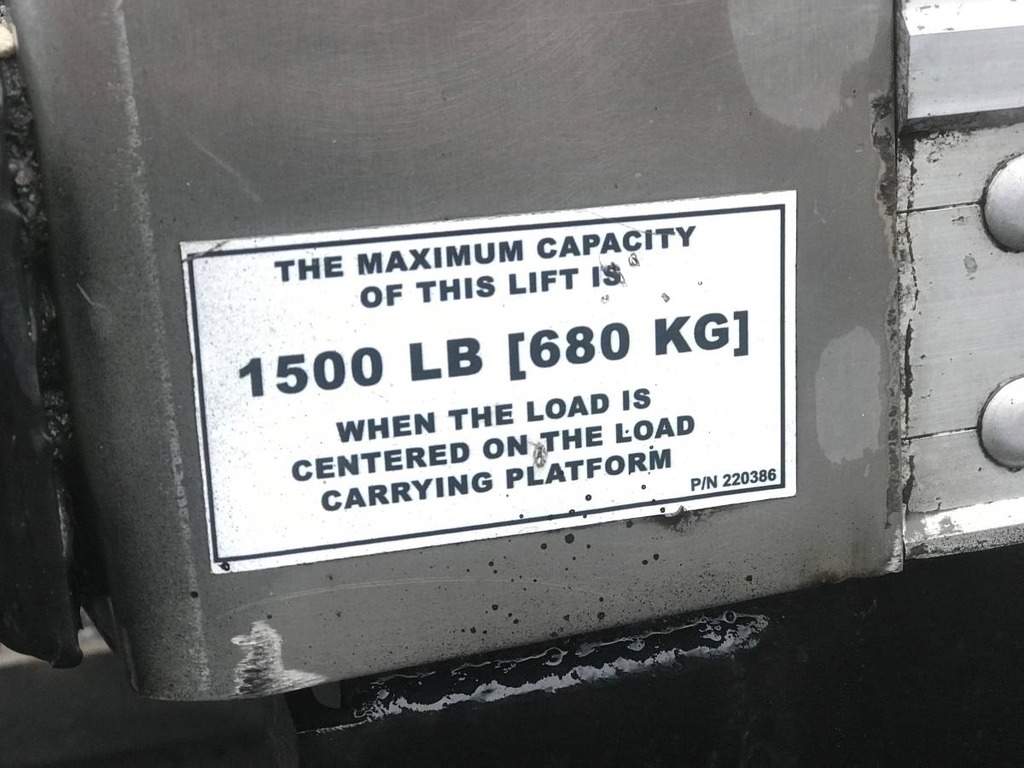 THE MAXIMUM CAPACITY
OF THIS LIFT IS
1500 LB [680 KG]
WHEN THE LOAD IS
CENTERED ON THE LOAD
CARRYING PLATFORM
P/N 220386